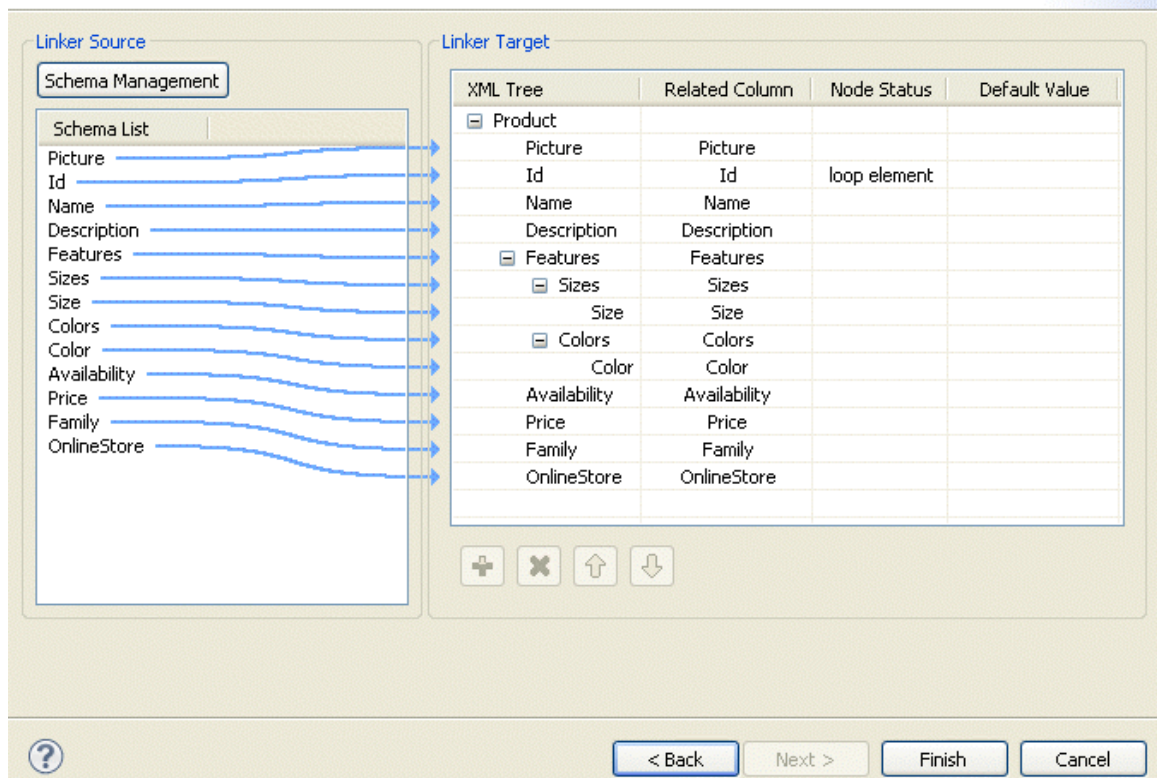 Linker Source
Schema Management
Schema List
Picture
Id
Name
Description
Features
Sizes
Size
Colors
Color
Availability
Price
Family
OnlineStore
Linker Target
XML Tree Related Column Node Status Default Value
Product
Picture Picture
Id Id loop element
Name Name
Description Description
Features Features
Sizes Sizes
Size Size
Colors Colors
Color Color
Availability Availability
Price Price
Family Family
OnlineStore OnlineStore
? < Back Next > Finish Cancel